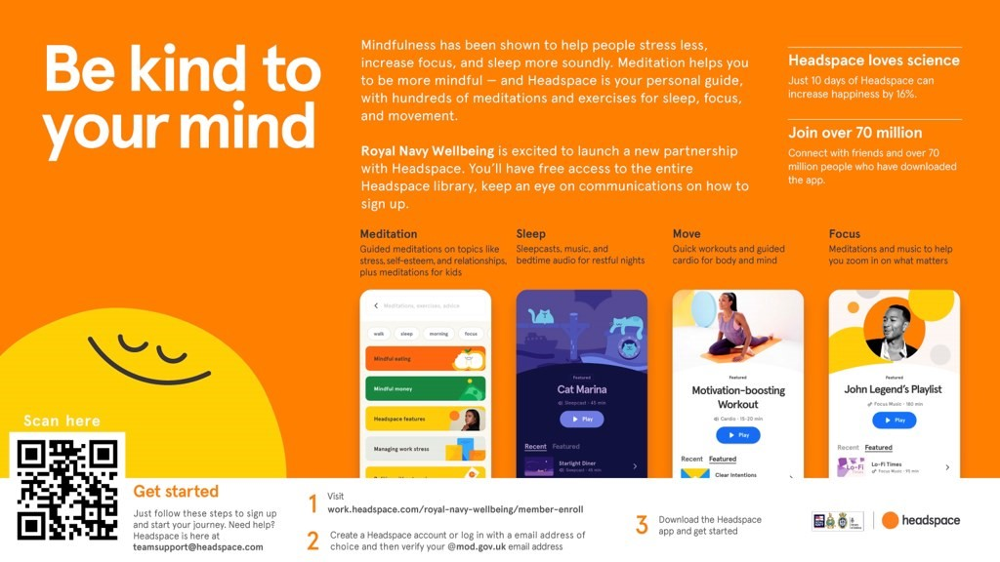 Be kind to
your mind
Mindfulness has been shown to help people stress less,
increase focus, and sleep more soundly. Meditation helps you
to be more mindful — and Headspace is your personal guide,
with hundreds of meditations and exercises for sleep, focus,
and movement.
Royal Navy Wellbeing is excited to launch a new partnership
with Headspace. You'll have free access to the entire
Headspace library, keep an eye on communications on how to
sign up.
Headspace loves science
Just 10 days of Headspace can
increase happiness by 16%.
Join over 70 million
Connect with friends and over 70
million people who have downloaded
the app.
Meditation
Guided meditations on topics like
stress, self-esteem, and relationships,
plus meditations for kids
Sleep
Sleepcasts, music, and
bedtime audio for restful nights
Move
Quick workouts and guided
cardio for body and mind
Focus
Meditations and music to help
you zoom in on what matters
Meditations, exercises, advice
walk sleep morning focus
Mindful eating
Mindful money
Headspace features
Managing work stress
Featured
Cat Marina
Sleepcast · 45 min
Play
Recent Featured
Starlight Diner
Sleepcast · 45 min
Featured
Motivation-boosting
Workout
Cardio · 15-20 min
Play
Recent Featured
Clear Intentions
Featured
John Legend's Playlist
Focus Music · 180 min
Play
Recent Featured
Lo-Fi
Lo-Fi Times
Focus Music · 90 min
Scan here
Get started
Just follow these steps to sign up
and start your journey. Need help?
Headspace is here at
teamsupport@headspace.com
1 Visit
work.headspace.com/royal-navy-wellbeing/member-enroll
2 Create a Headspace account or log in with a email address of
choice and then verify your @mod.gov.uk email address
3 Download the Headspace
app and get started
headspace